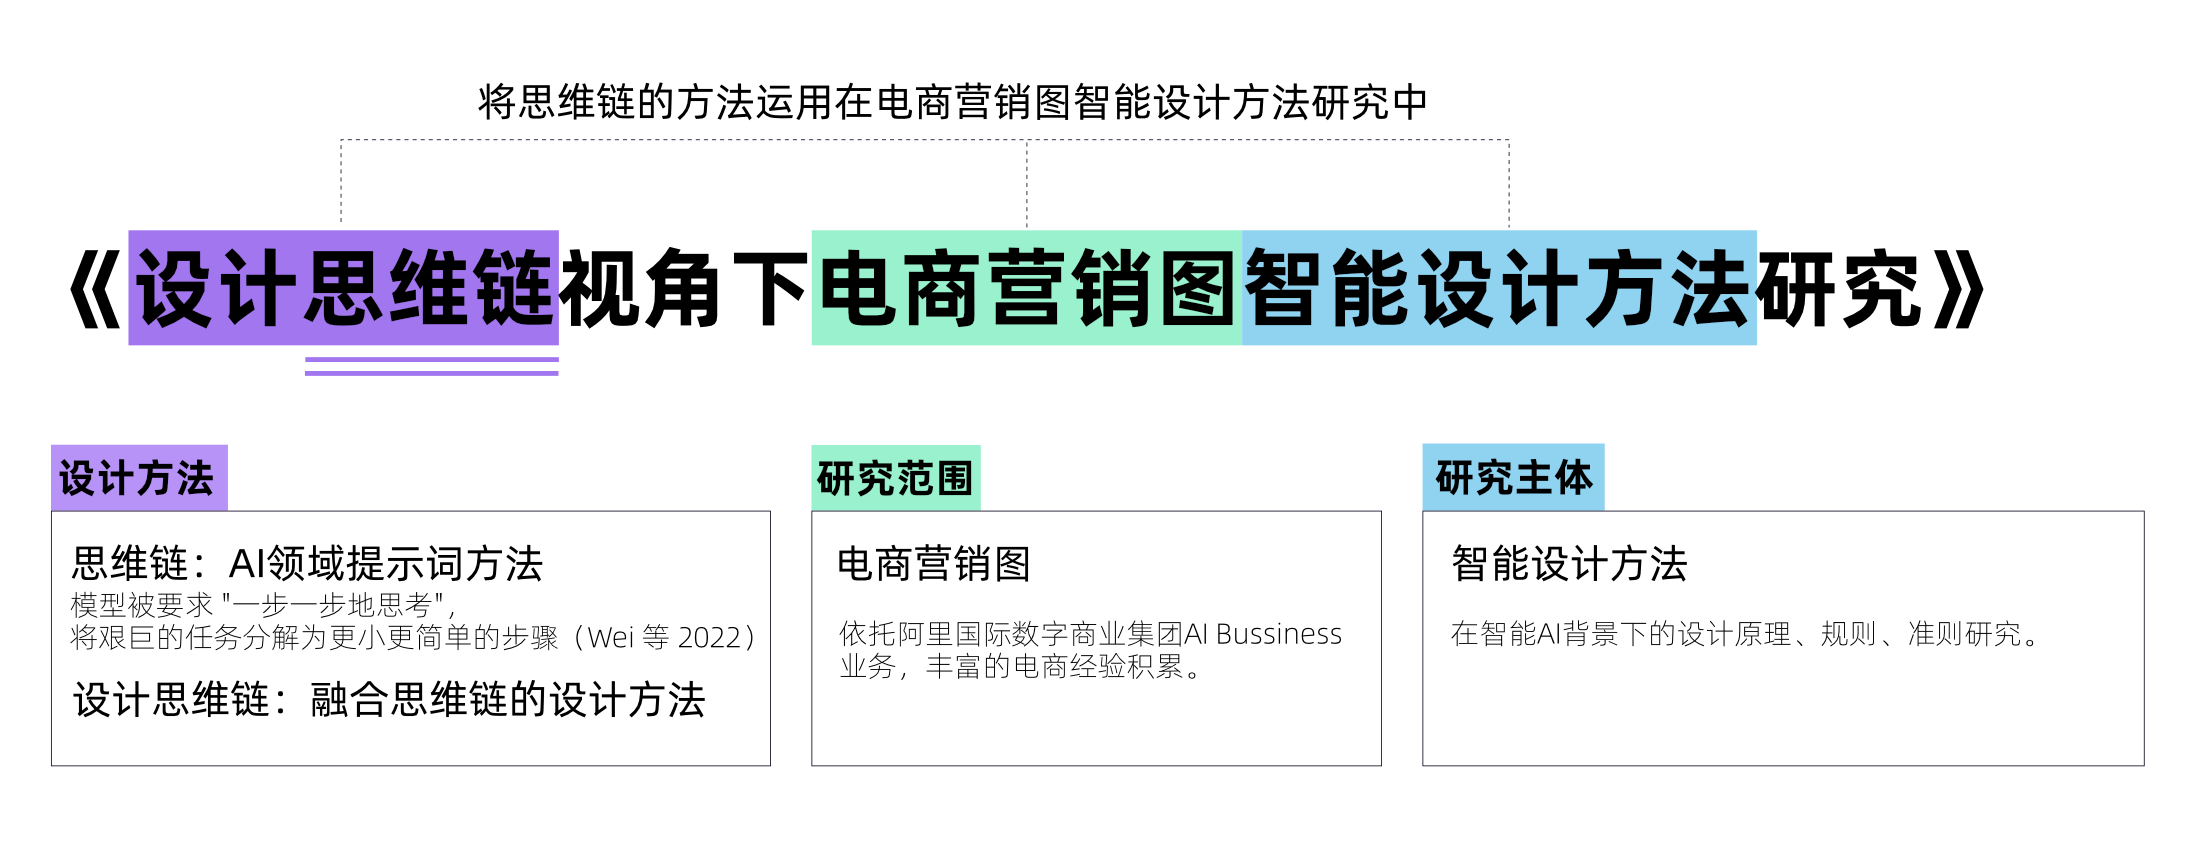 将思维链的方法运用在电商营销图智能设计方法研究中
《设计思维链视角下电商营销图智能设计方法研究》
设计方法
思维链：AI领域提示词方法
模型被要求 "一步一步地思考"，
将艰巨的任务分解为更小更简单的步骤（Wei 等 2022）
设计思维链：融合思维链的设计方法
研究范围
电商营销图
依托阿里国际数字商业集团AI Bussiness
业务，丰富的电商经验积累。
研究主体
智能设计方法
在智能AI背景下的设计原理、规则、准则研究。